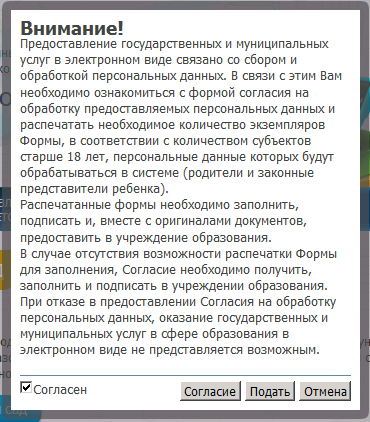 Внимание!
Предоставление государственных и муниципальных
услуг в электронном виде связано со сбором и
обработкой персональных данных. В связи с этим Вам
необходимо ознакомиться с формой согласия на
обработку предоставляемых персональных данных и
распечатать необходимое количество экземпляров
Формы, в соответствии с количеством субъектов
старше 18 лет, персональные данные которых будут
обрабатываться в системе (родители и законные
представители ребенка).
Распечатанные формы необходимо заполнить,
подписать и, вместе с оригиналами документов,
предоставить в учреждение образования.
В случае отсутствия возможности распечатки Формы
для заполнения, Согласие необходимо получить,
заполнить и подписать в учреждении образования.
При отказе в предоставлении Согласия на обработку
персональных данных, оказание государственных и
муниципальных услуг в сфере образования в
электронном виде не представляется возможным.
Согласен Согласие Подать Отмена